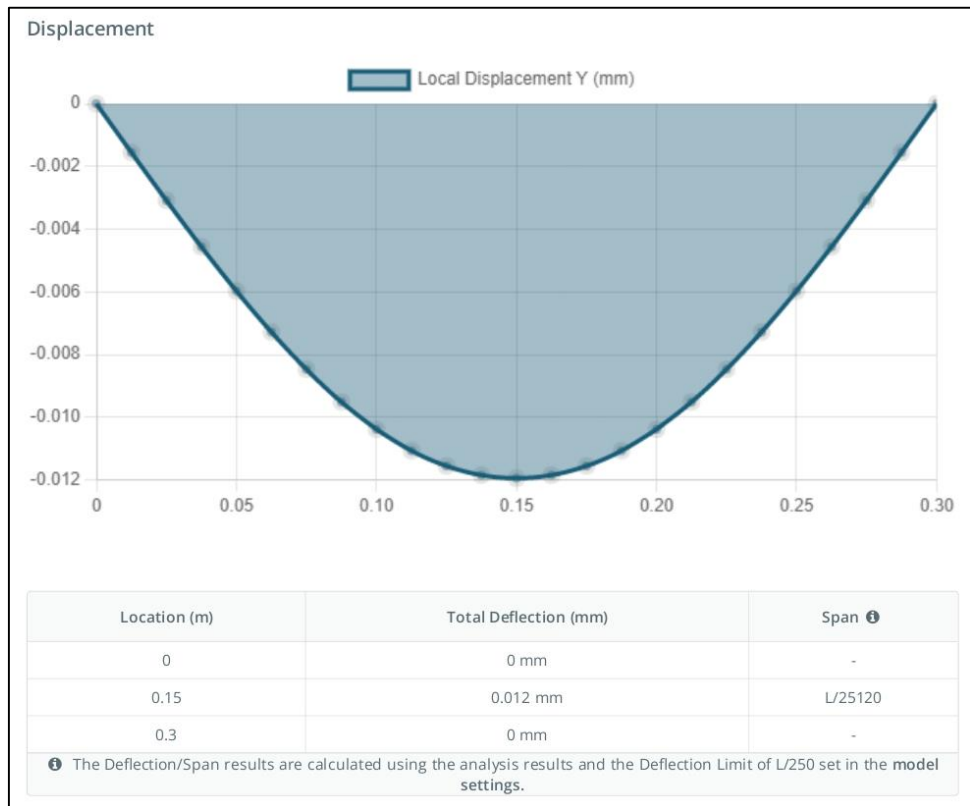 Displacement
Local Displacement Y (mm)
0
-0.002
-0.004
-0.006
-0.008
-0.010
-0.012
0 0.05 0.10 0.15 0.20 0.25 0.30
Location (m) Total Deflection (mm) Span
0 0 mm -
0.15 0.012 mm L/25120
0.3 0 mm -
The Deflection/Span results are calculated using the analysis results and the Deflection Limit of L/250 set in the model
settings.